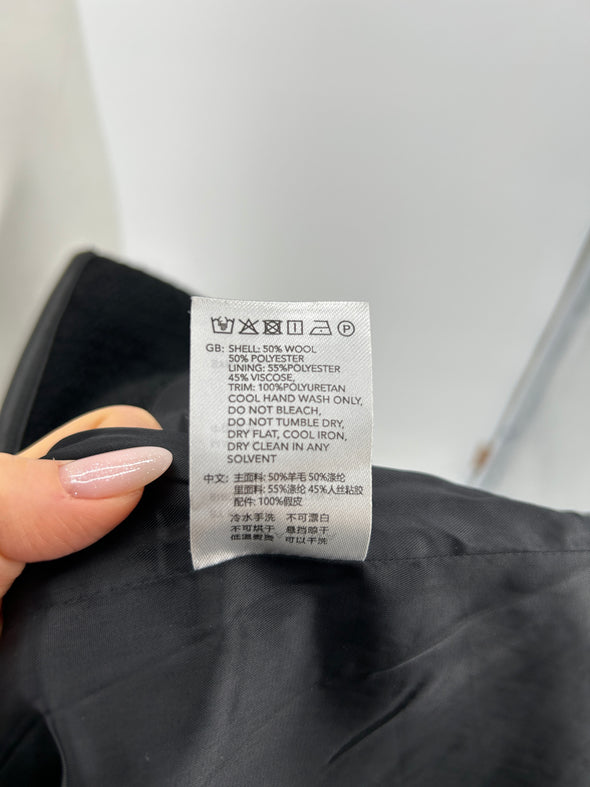 GB: SHELL: 50% WOOL
50% POLYESTER
LINING: 55%POLYESTER
45% VISCOSE,
TRIM: 100%POLYURETAN
COOL HAND WASH ONLY,
DO NOT BLEACH,
DO NOT TUMBLE DRY,
DRY FLAT, COOL IRON,
DRY CLEAN IN ANY
SOLVENT
中文: 主面料: 50%羊毛 50%涤纶
里面料: 55%涤纶 45%人丝粘胶
配件: 100%假皮
冷水手洗 不可漂白
不可烘干 悬挂晾干
低温熨烫 可以干洗